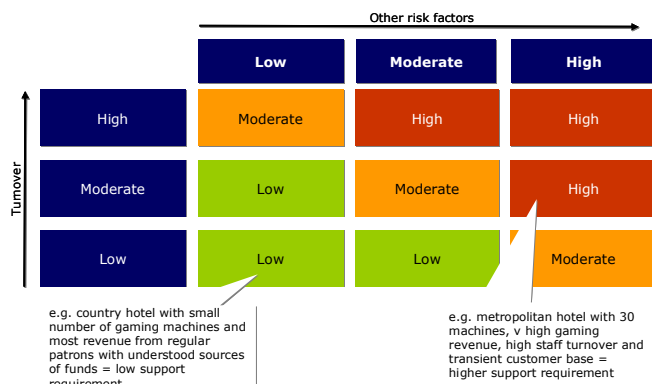 Other risk factors
Low Moderate High
Turnover
High Moderate High High
Moderate Low Moderate High
Low Low Low Moderate
e.g. country hotel with small
number of gaming machines and
most revenue from regular
patrons with understood sources
of funds = low support
requirement
e.g. metropolitan hotel with 30
machines, v high gaming
revenue, high staff turnover and
transient customer base =
higher support requirement